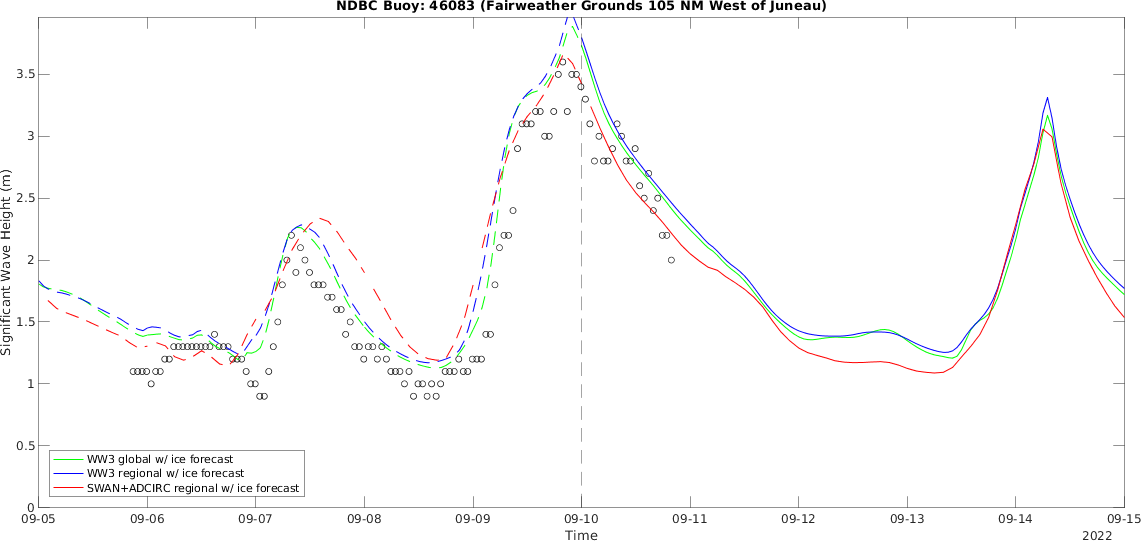 NDBC Buoy: 46083 (Fairweather Grounds 105 NM West of Juneau)
Significant Wave Height (m)
3.5
3
2.5
2
1.5
1
0.5
0
WW3 global w/ ice forecast
WW3 regional w/ ice forecast
SWAN+ADCIRC regional w/ ice forecast
09-05 09-06 09-07 09-08 09-09 09-10 09-11 09-12 09-13 09-14 09-15
Time
2022